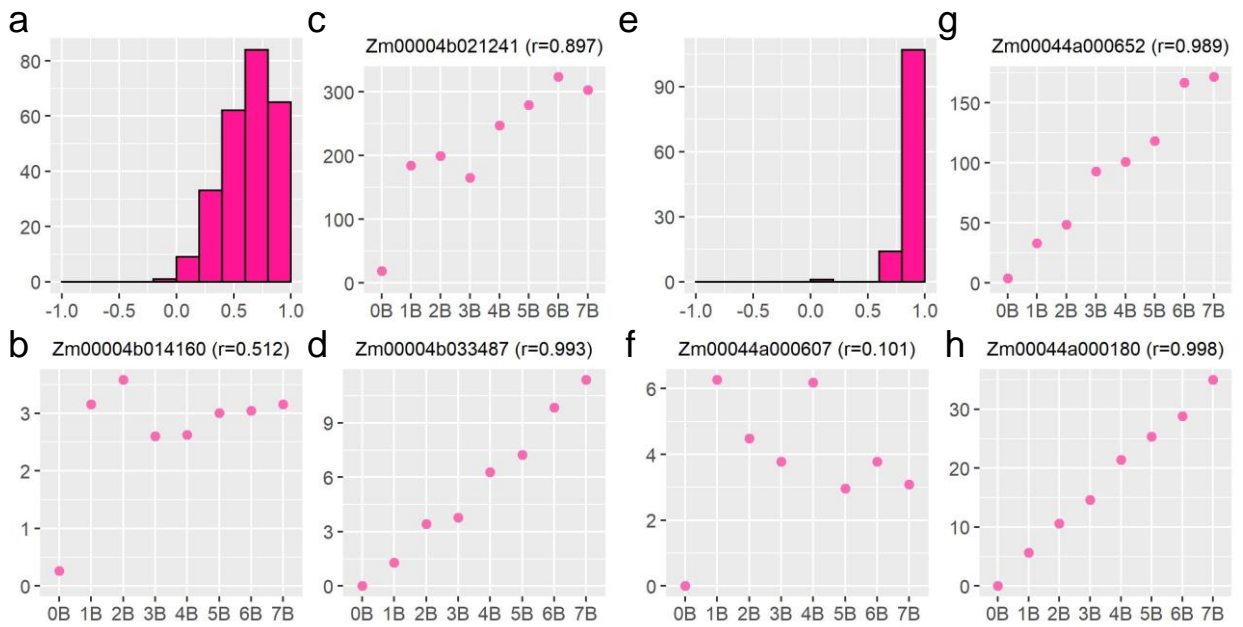 a
80
60
40
20
0
-1.0 -0.5 0.0 0.5 1.0
c
Zm00004b021241 (r=0.897)
300
200
100
0
0B 1B 2B 3B 4B 5B 6B 7B
e
90
60
30
0
-1.0 -0.5 0.0 0.5 1.0
g
Zm00044a000652 (r=0.989)
150
100
50
0
0B 1B 2B 3B 4B 5B 6B 7B
b
Zm00004b014160 (r=0.512)
3
2
1
0
0B 1B 2B 3B 4B 5B 6B 7B
d
Zm00004b033487 (r=0.993)
9
6
3
0
0B 1B 2B 3B 4B 5B 6B 7B
f
Zm00044a000607 (r=0.101)
6
4
2
0
0B 1B 2B 3B 4B 5B 6B 7B
h
Zm00044a000180 (r=0.998)
30
20
10
0
0B 1B 2B 3B 4B 5B 6B 7B